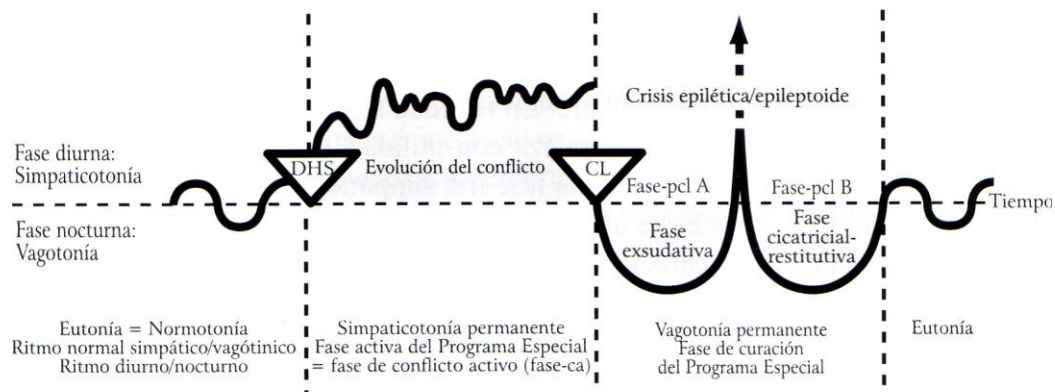 Crisis epilética/epileptoide
Fase diurna:
Simpaticotonía
DHS
Evolución del conflicto
CL
Fase-pcl A
Fase-pcl B
Tiempo
Fase nocturna:
Vagotonía
Fase
exsudativa
Fase
cicatricial-
restitutiva
Eutonía = Normotonía
Ritmo normal simpático/vagótinico
Ritmo diurno/nocturno
Simpaticotonía permanente
Fase activa del Programa Especial
= fase de conflicto activo (fase-ca)
Vagotonía permanente
Fase de curación
del Programa Especial
Eutonía